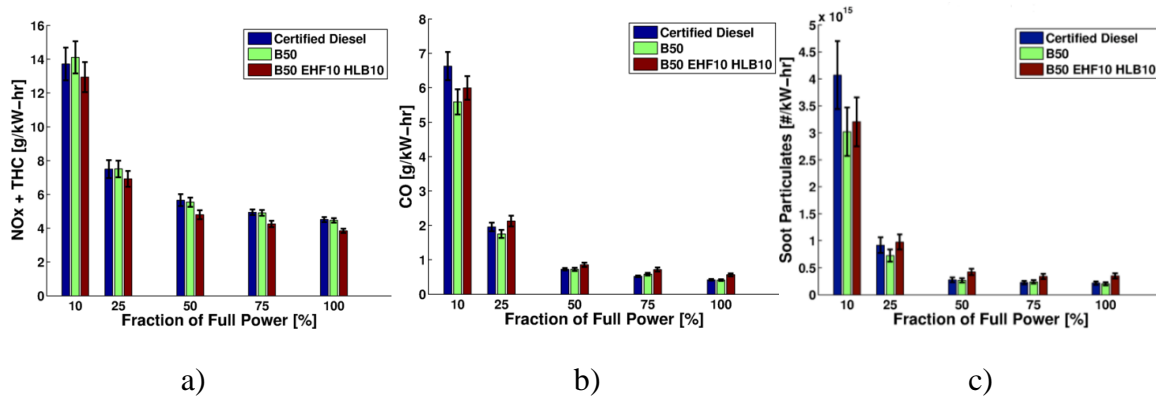 16
14
12
10
8
6
4
2
0
NOx + THC [g/kW−hr]
Certified Diesel
B50
B50 EHF10 HLB10
10 25 50 75 100
Fraction of Full Power [%]
a)
8
7
6
5
4
3
2
1
0
CO [g/kW−hr]
Certified Diesel
B50
B50 EHF10 HLB10
10 25 50 75 100
Fraction of Full Power [%]
b)
x 10^15
5
4.5
4
3.5
3
2.5
2
1.5
1
0.5
0
Soot Particulates [#/kW−hr]
Certified Diesel
B50
B50 EHF10 HLB10
10 25 50 75 100
Fraction of Full Power [%]
c)